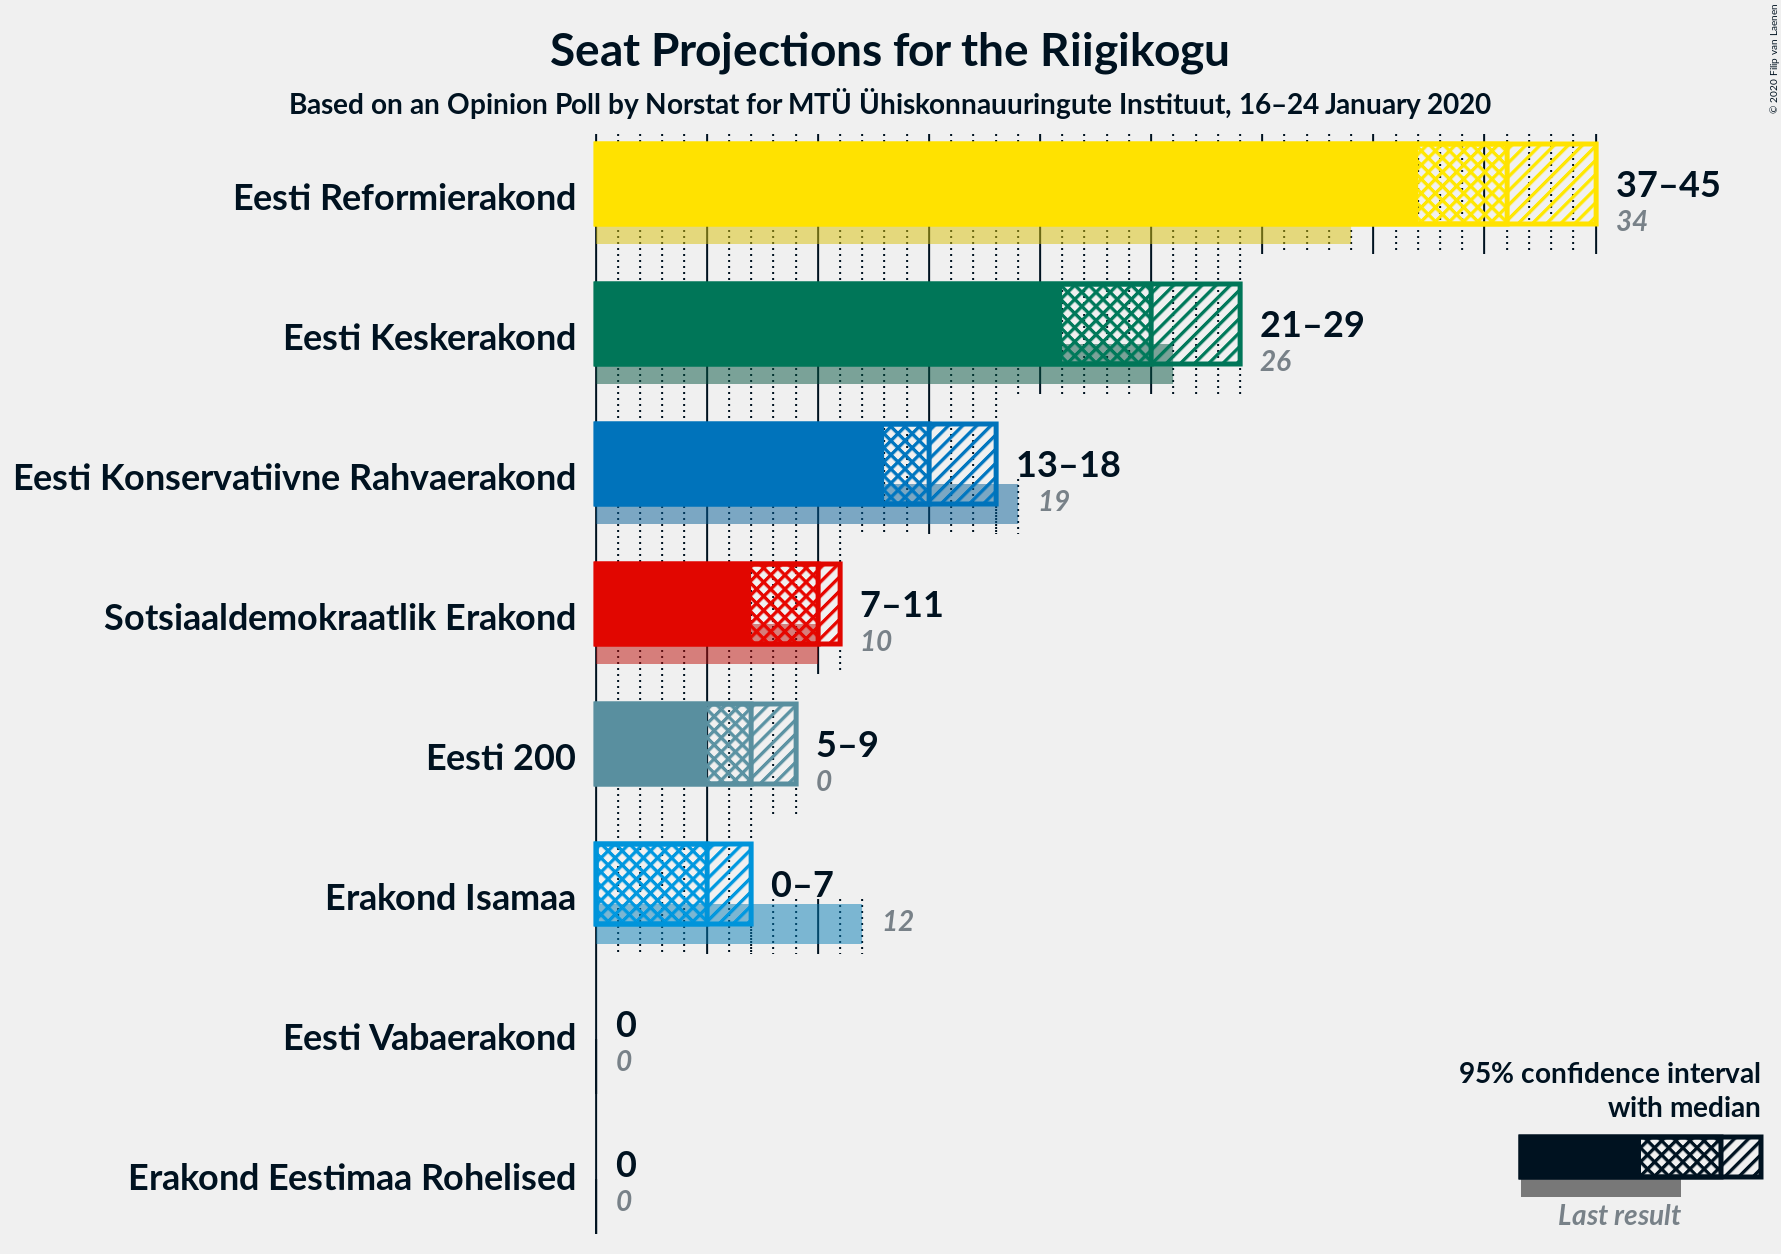 Seat Projections for the Riigikogu
Based on an Opinion Poll by Norstat for MTÜ Ühiskonnauuringute Instituut, 16–24 January 2020
© 2020 Filip van Laenen
Eesti Reformierakond
37–45
34
Eesti Keskerakond
21–29
26
Eesti Konservatiivne Rahvaerakond
13–18
19
Sotsiaaldemokraatlik Erakond
7–11
10
Eesti 200
5–9
0
Erakond Isamaa
0–7
12
Eesti Vabaerakond
0
0
Erakond Eestimaa Rohelised
0
0
95% confidence interval
with median
Last result